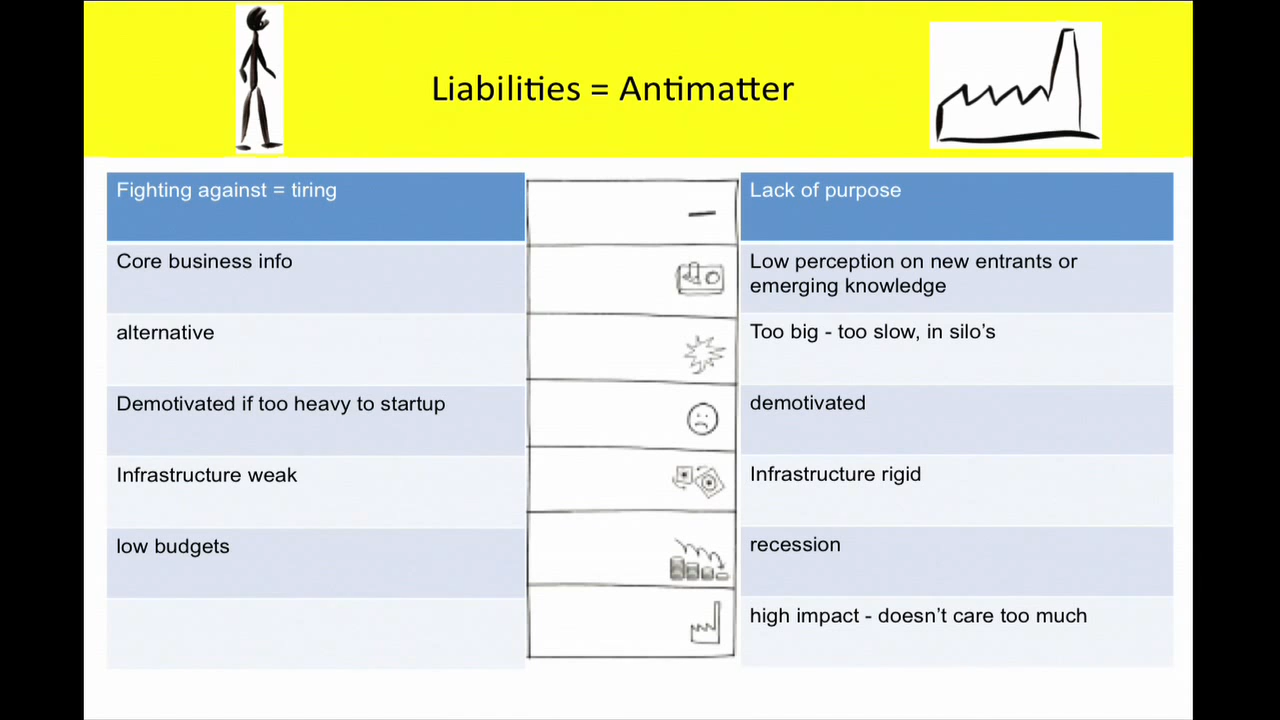 Liabilities = Antimatter
Fighting against = tiring
Lack of purpose
Core business info
Low perception on new entrants or
emerging knowledge
alternative
Too big - too slow, in silo’s
Demotivated if too heavy to startup
demotivated
Infrastructure weak
Infrastructure rigid
low budgets
recession
high impact - doesn’t care too much